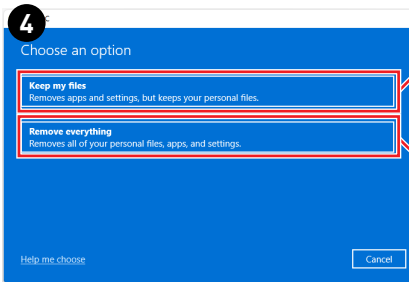 4
Choose an option
Keep my files
Removes apps and settings, but keeps your personal files.
Remove everything
Removes all of your personal files, apps, and settings.
Help me choose
Cancel